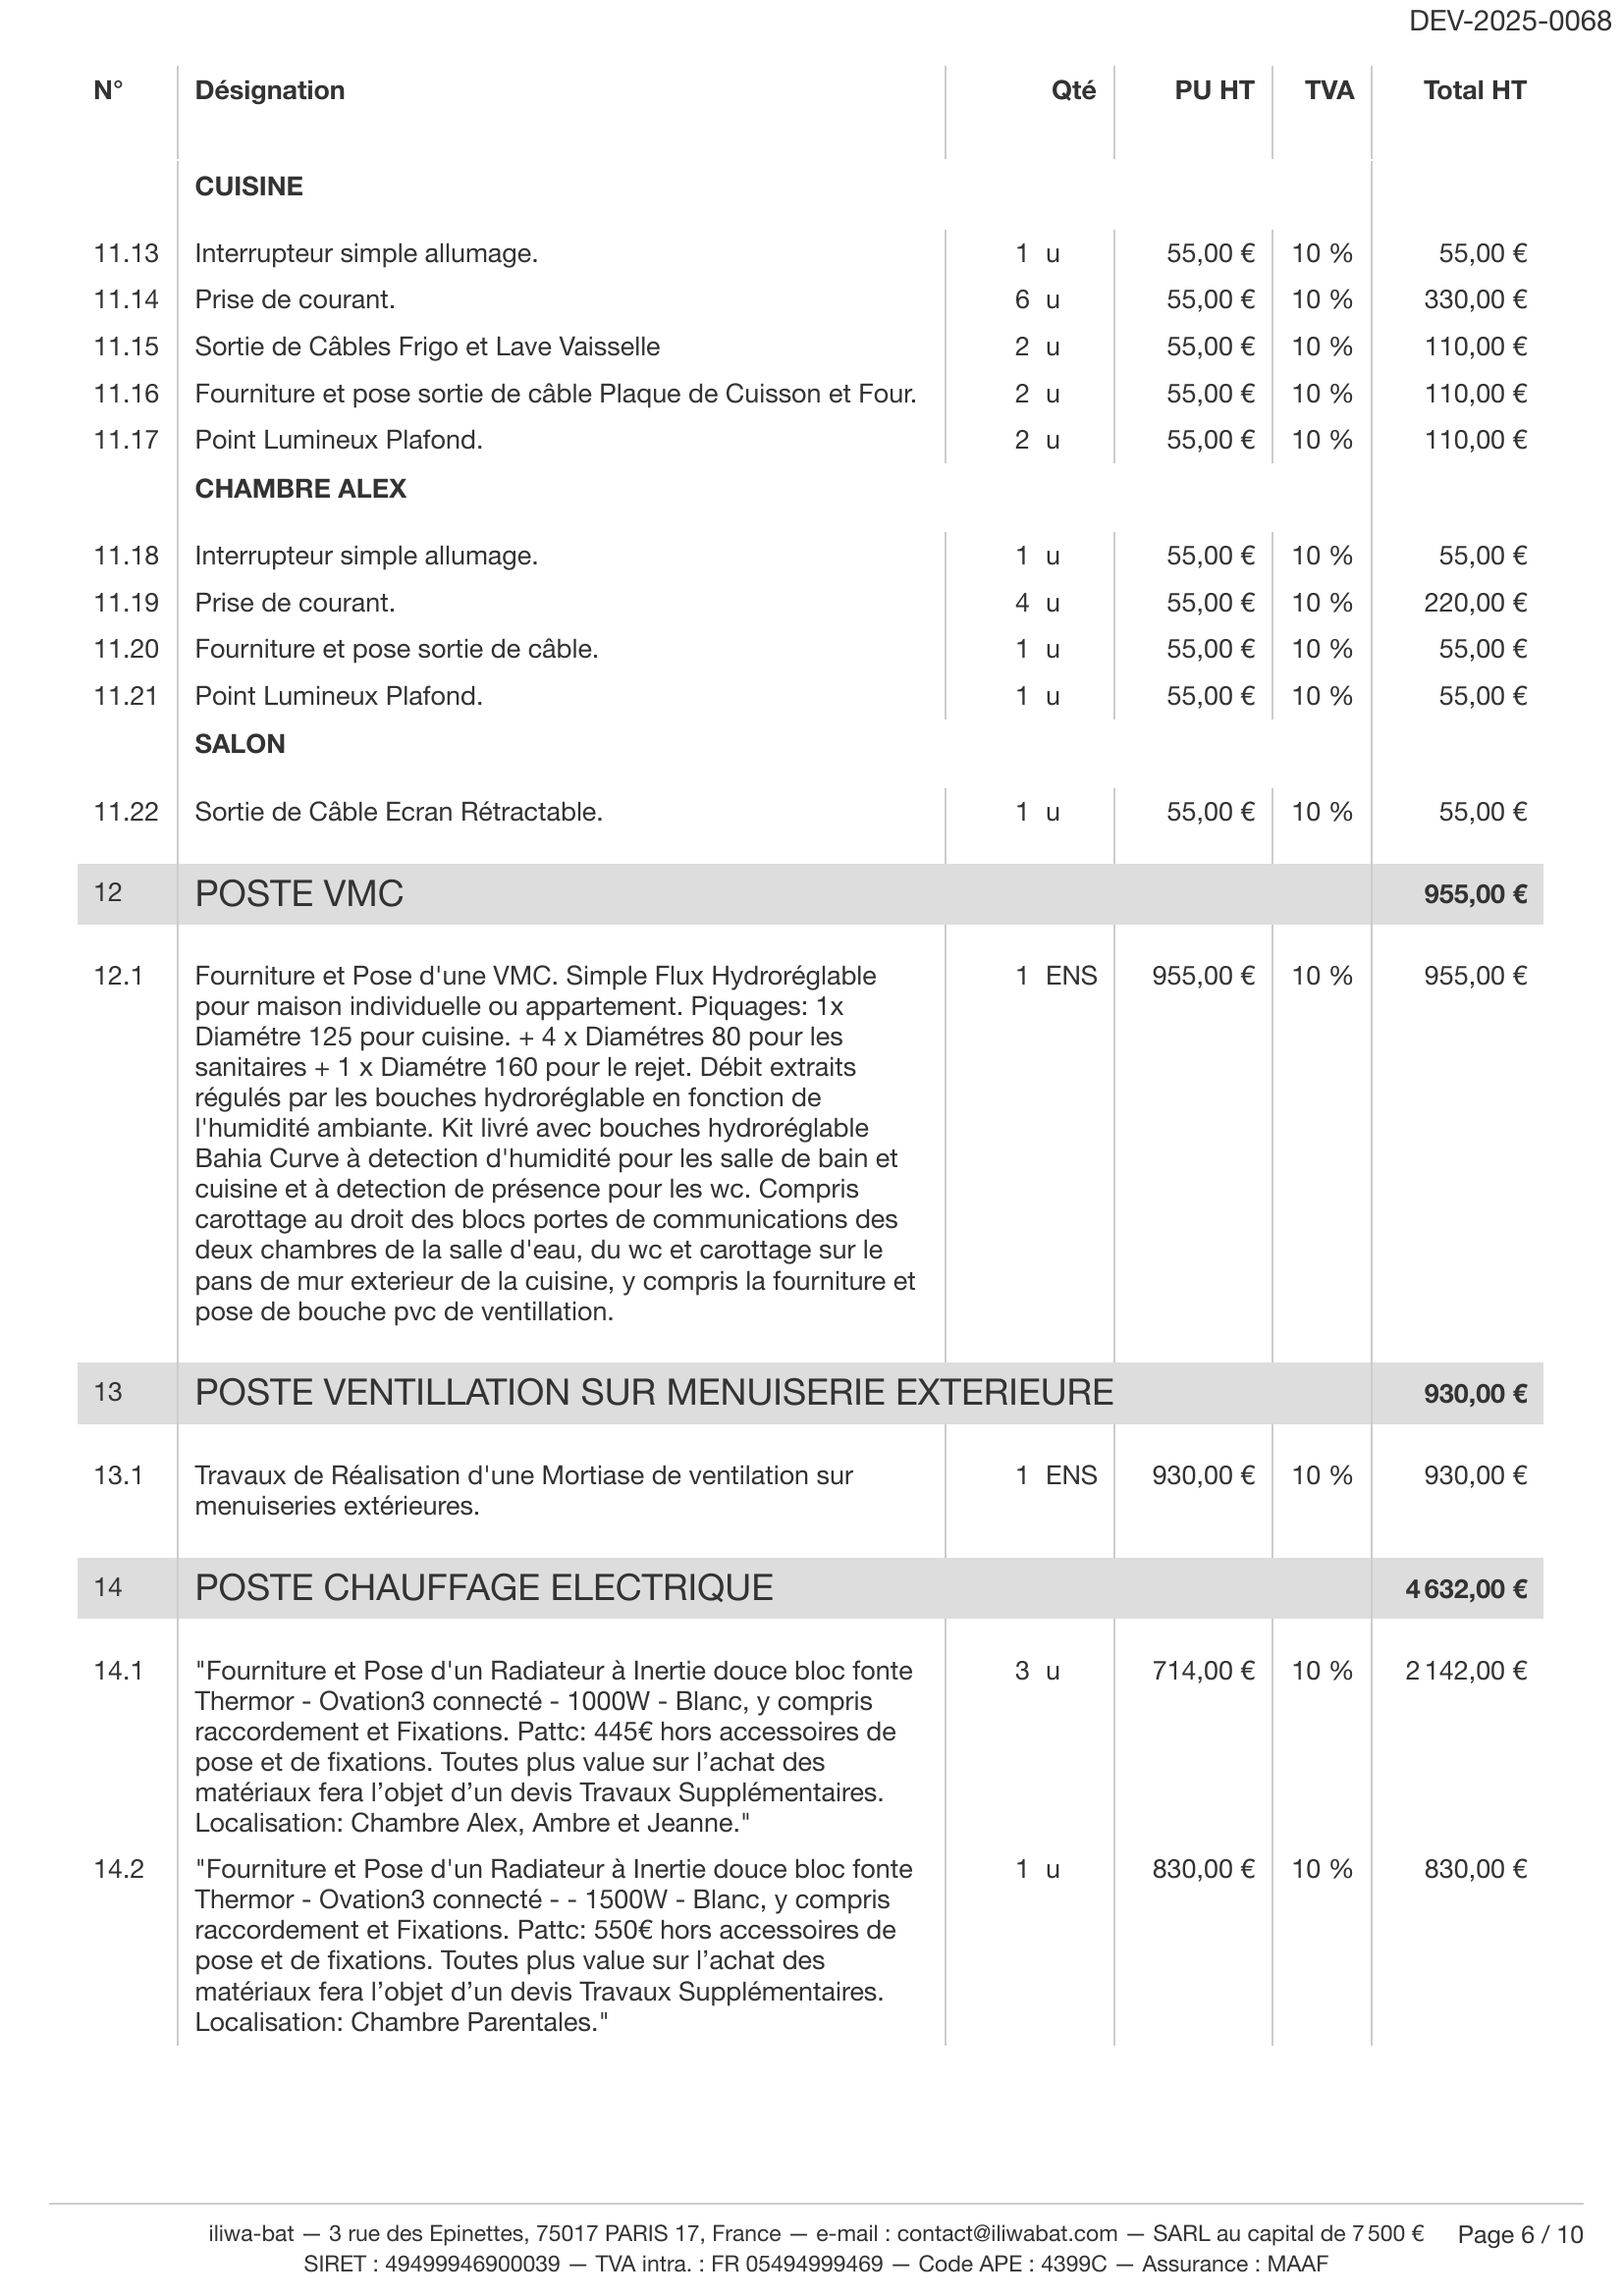 DEV-2025-0068
N° Désignation Qté PU HT TVA Total HT
CUISINE
11.13 Interrupteur simple allumage. 1 u 55,00 € 10 % 55,00 €
11.14 Prise de courant. 6 u 55,00 € 10 % 330,00 €
11.15 Sortie de Câbles Frigo et Lave Vaisselle 2 u 55,00 € 10 % 110,00 €
11.16 Fourniture et pose sortie de câble Plaque de Cuisson et Four. 2 u 55,00 € 10 % 110,00 €
11.17 Point Lumineux Plafond. 2 u 55,00 € 10 % 110,00 €
CHAMBRE ALEX
11.18 Interrupteur simple allumage. 1 u 55,00 € 10 % 55,00 €
11.19 Prise de courant. 4 u 55,00 € 10 % 220,00 €
11.20 Fourniture et pose sortie de câble. 1 u 55,00 € 10 % 55,00 €
11.21 Point Lumineux Plafond. 1 u 55,00 € 10 % 55,00 €
SALON
11.22 Sortie de Câble Ecran Rétractable. 1 u 55,00 € 10 % 55,00 €
12 POSTE VMC 955,00 €
12.1 Fourniture et Pose d'une VMC. Simple Flux Hydroréglable 1 ENS 955,00 € 10 % 955,00 €
pour maison individuelle ou appartement. Piquages: 1x
Diamétre 125 pour cuisine. + 4 x Diamétres 80 pour les
sanitaires + 1 x Diamétre 160 pour le rejet. Débit extraits
régulés par les bouches hydroréglable en fonction de
l'humidité ambiante. Kit livré avec bouches hydroréglable
Bahia Curve à detection d'humidité pour les salle de bain et
cuisine et à detection de présence pour les wc. Compris
carottage au droit des blocs portes de communications des
deux chambres de la salle d'eau, du wc et carottage sur le
pans de mur exterieur de la cuisine, y compris la fourniture et
pose de bouche pvc de ventillation.
13 POSTE VENTILLATION SUR MENUISERIE EXTERIEURE 930,00 €
13.1 Travaux de Réalisation d'une Mortiase de ventilation sur 1 ENS 930,00 € 10 % 930,00 €
menuiseries extérieures.
14 POSTE CHAUFFAGE ELECTRIQUE 4 632,00 €
14.1 "Fourniture et Pose d'un Radiateur à Inertie douce bloc fonte 3 u 714,00 € 10 % 2 142,00 €
Thermor - Ovation3 connecté - 1000W - Blanc, y compris
raccordement et Fixations. Pattc: 445€ hors accessoires de
pose et de fixations. Toutes plus value sur l’achat des
matériaux fera l’objet d’un devis Travaux Supplémentaires.
Localisation: Chambre Alex, Ambre et Jeanne."
14.2 "Fourniture et Pose d'un Radiateur à Inertie douce bloc fonte 1 u 830,00 € 10 % 830,00 €
Thermor - Ovation3 connecté - - 1500W - Blanc, y compris
raccordement et Fixations. Pattc: 550€ hors accessoires de
pose et de fixations. Toutes plus value sur l’achat des
matériaux fera l’objet d’un devis Travaux Supplémentaires.
Localisation: Chambre Parentales."
iliwa-bat — 3 rue des Epinettes, 75017 PARIS 17, France — e-mail : contact@iliwabat.com — SARL au capital de 7 500 € Page 6 / 10
SIRET : 49499946900039 — TVA intra. : FR 05494999469 — Code APE : 4399C — Assurance : MAAF